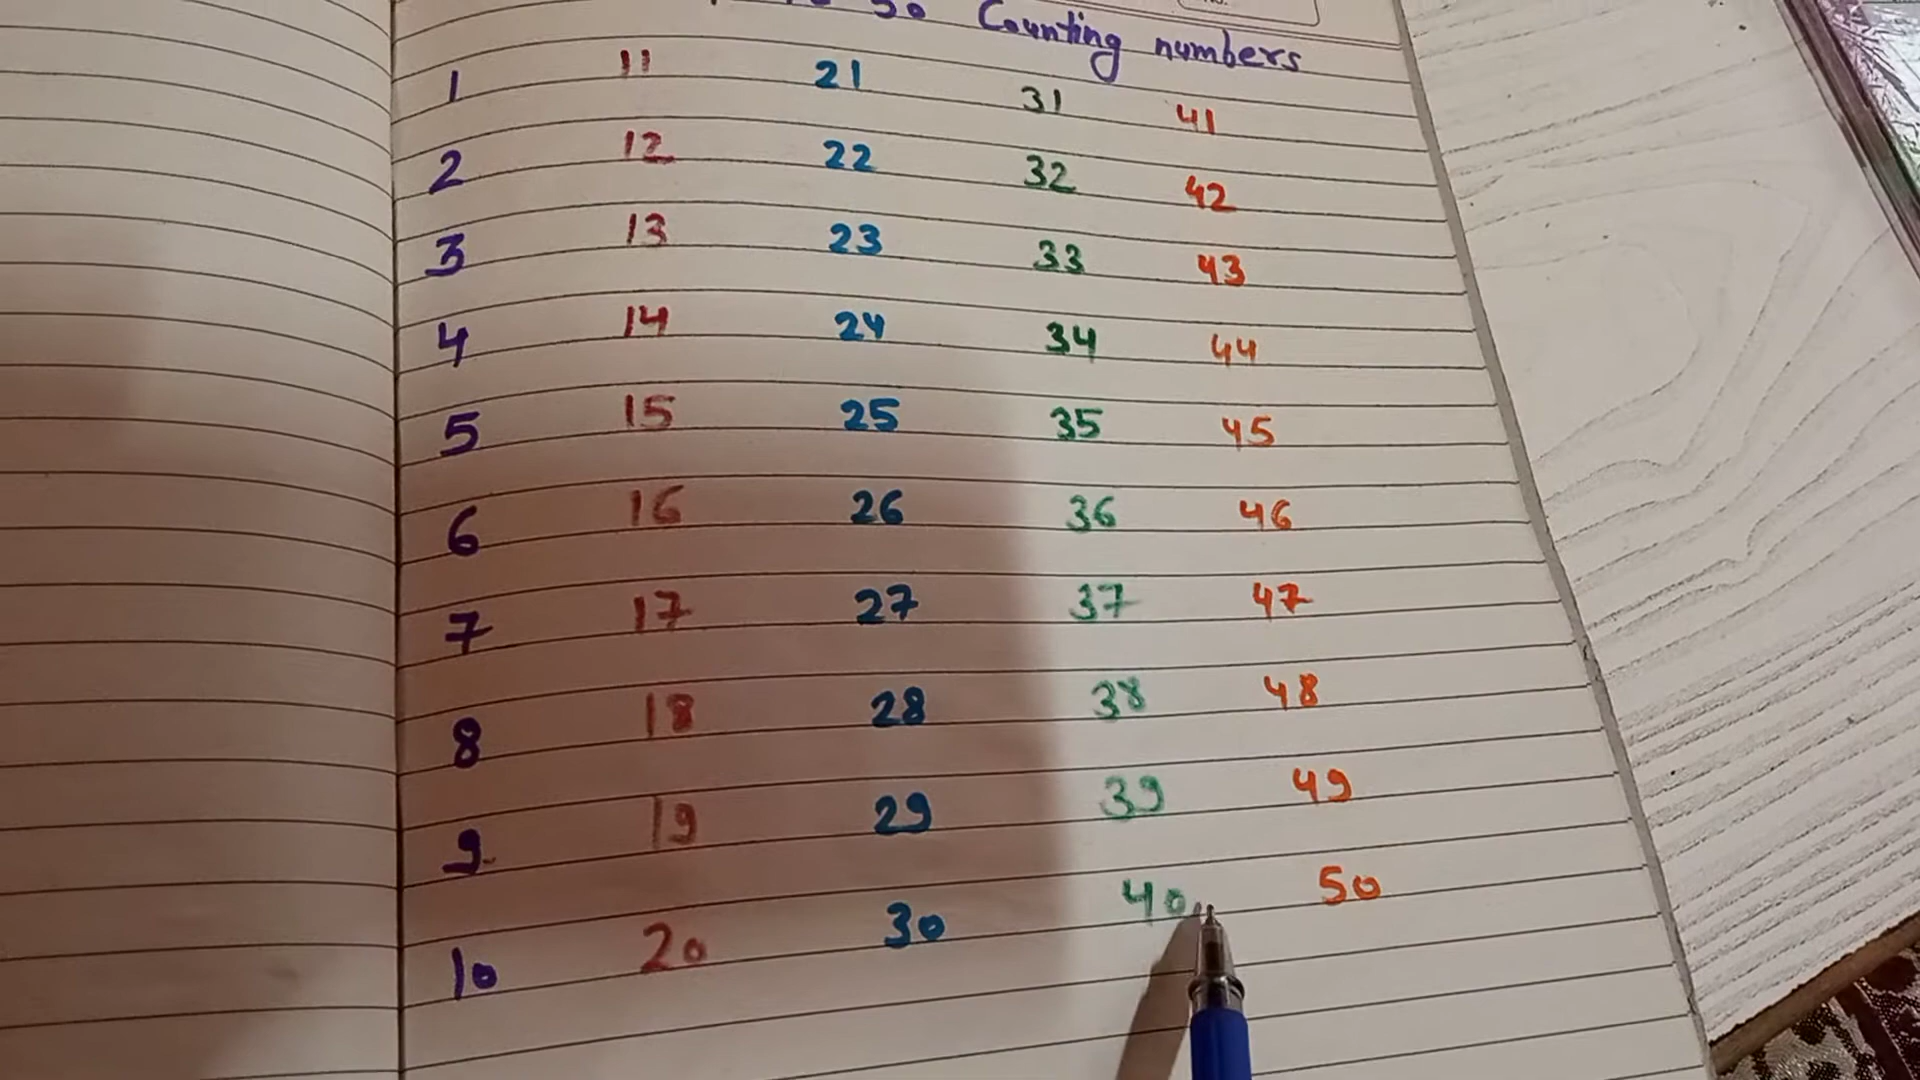 50 Counting numbers
1 11 21 31 41
2 12 22 32 42
3 13 23 33 43
4 14 24 34 44
5 15 25 35 45
6 16 26 36 46
7 17 27 37 47
8 18 28 38 48
9 19 29 39 49
10 20 30 40 50